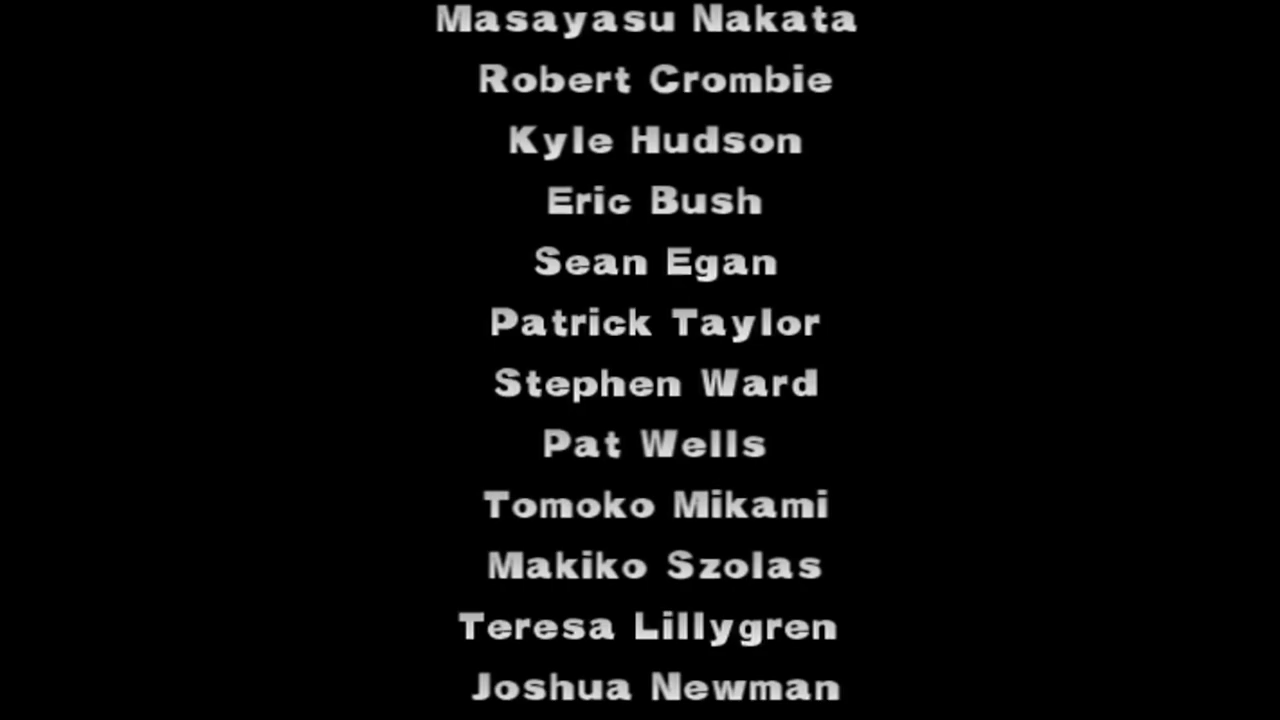 Masayasu Nakata
Robert Crombie
Kyle Hudson
Eric Bush
Sean Egan
Patrick Taylor
Stephen Ward
Pat Wells
Tomoko Mikami
Makiko Szolas
Teresa Lillygren
Joshua Newman